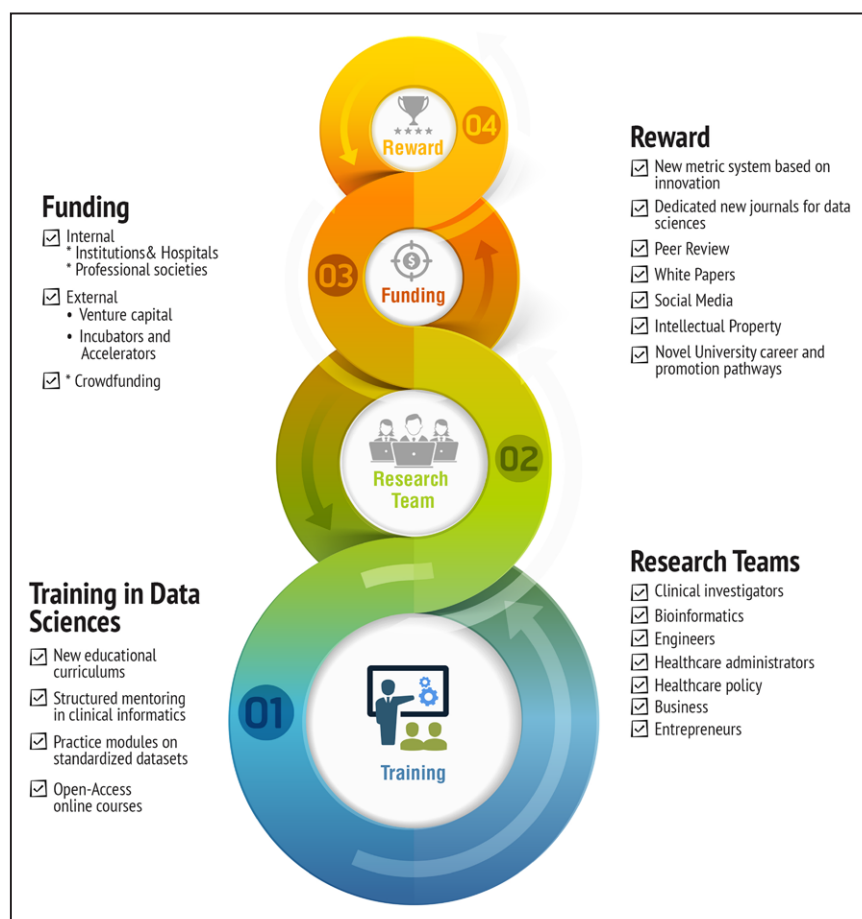 04
Reward
Reward
☑ New metric system based on
innovation
☑ Dedicated new journals for data
sciences
☑ Peer Review
☑ White Papers
☑ Social Media
☑ Intellectual Property
☑ Novel University career and
promotion pathways
Funding
☑ Internal
* Institutions& Hospitals
* Professional societies
☑ External
• Venture capital
• Incubators and
Accelerators
☑ * Crowdfunding
03
$
Funding
02
Research
Team
Research Teams
☑ Clinical investigators
☑ Bioinformatics
☑ Engineers
☑ Healthcare administrators
☑ Healthcare policy
☑ Business
☑ Entrepreneurs
Training in Data
Sciences
☑ New educational
curriculums
☑ Structured mentoring
in clinical informatics
☑ Practice modules on
standardized datasets
☑ Open-Access
online courses
01
Training